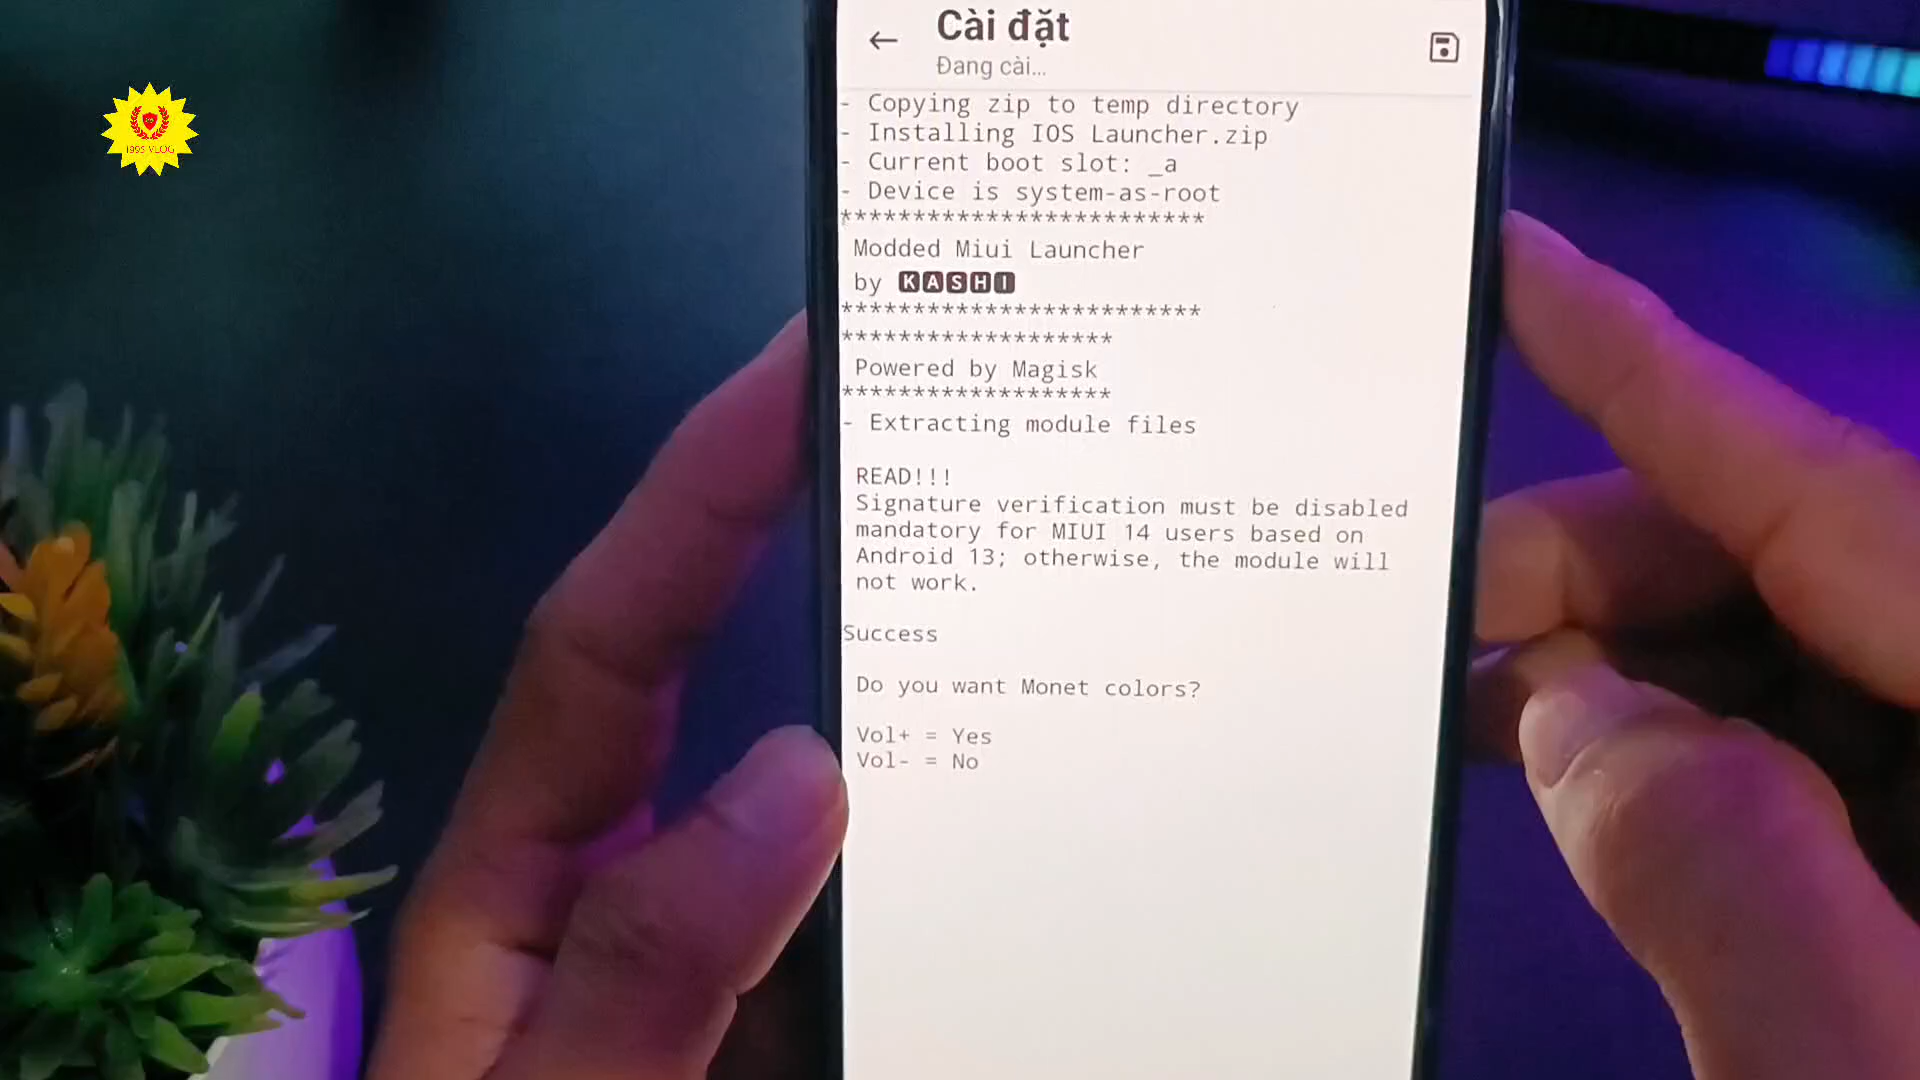 Cài đặt
Đang cài...
- Copying zip to temp directory
- Installing IOS Launcher.zip
- Current boot slot: _a
- Device is system-as-root
*************************
Modded Miui Launcher
by KASHI
*************************
*******************
Powered by Magisk
*******************
- Extracting module files
READ!!!
Signature verification must be disabled
mandatory for MIUI 14 users based on
Android 13; otherwise, the module will
not work.
Success
Do you want Monet colors?
Vol+ = Yes
Vol- = No
1995 VLOG